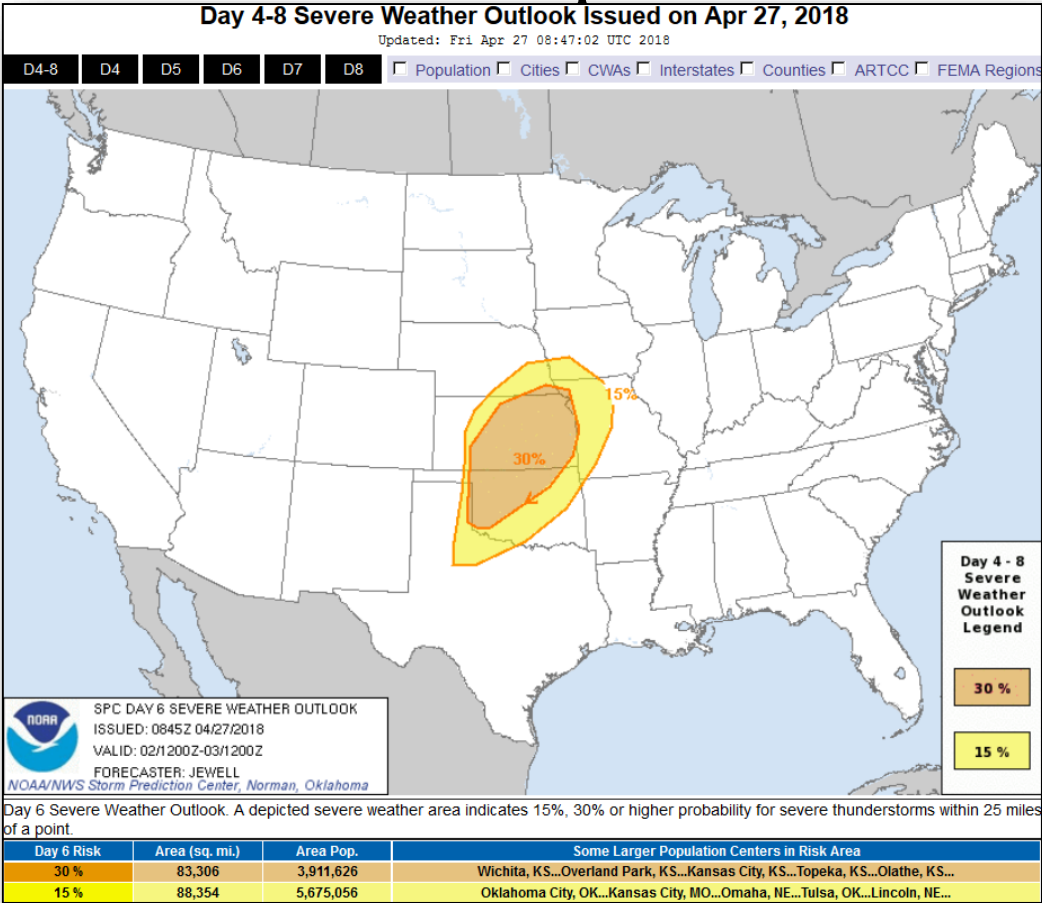 Day 4-8 Severe Weather Outlook Issued on Apr 27, 2018
Updated: Fri Apr 27 08:47:02 UTC 2018
D4-8 D4 D5 D6 D7 D8 Population Cities CWAs Interstates Counties ARTCC FEMA Regions
15%
30%
Day 4 - 8
Severe
Weather
Outlook
Legend
30 %
15 %
NOAA
SPC DAY 6 SEVERE WEATHER OUTLOOK
ISSUED: 0845Z 04/27/2018
VALID: 02/1200Z-03/1200Z
FORECASTER: JEWELL
NOAA/NWS Storm Prediction Center, Norman, Oklahoma
Day 6 Severe Weather Outlook. A depicted severe weather area indicates 15%, 30% or higher probability for severe thunderstorms within 25 miles
of a point.
Day 6 Risk Area (sq. mi.) Area Pop. Some Larger Population Centers in Risk Area
30 % 83,306 3,911,626 Wichita, KS...Overland Park, KS...Kansas City, KS...Topeka, KS...Olathe, KS...
15 % 88,354 5,675,056 Oklahoma City, OK...Kansas City, MO...Omaha, NE...Tulsa, OK...Lincoln, NE...